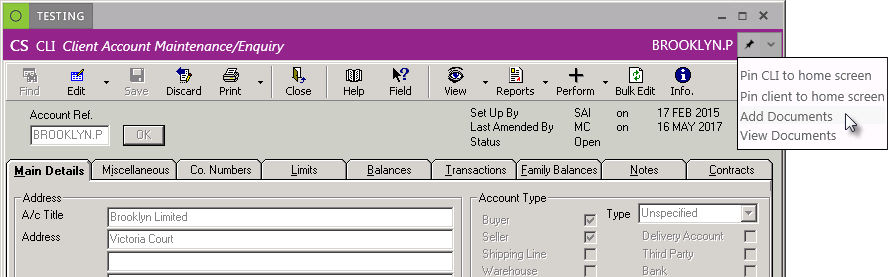 TESTING
CS CLI Client Account Maintenance/Enquiry BROOKLYN.P
Pin CLI to home screen
Pin client to home screen
Add Documents
View Documents
Find Edit Save Discard Print Close Help Field View Reports Perform Bulk Edit Info.
Account Ref.
BROOKLYN.P OK
Set Up By SAI on 17 FEB 2015
Last Amended By MC on 16 MAY 2017
Status Open
Main Details Miscellaneous Co. Numbers Limits Balances Transactions Family Balances Notes Contracts
Address
A/c Title Brooklyn Limited
Address Victoria Court
Account Type
Buyer Type Unspecified
Seller Delivery Account
Shipping Line Third Party
Warehouse Bank